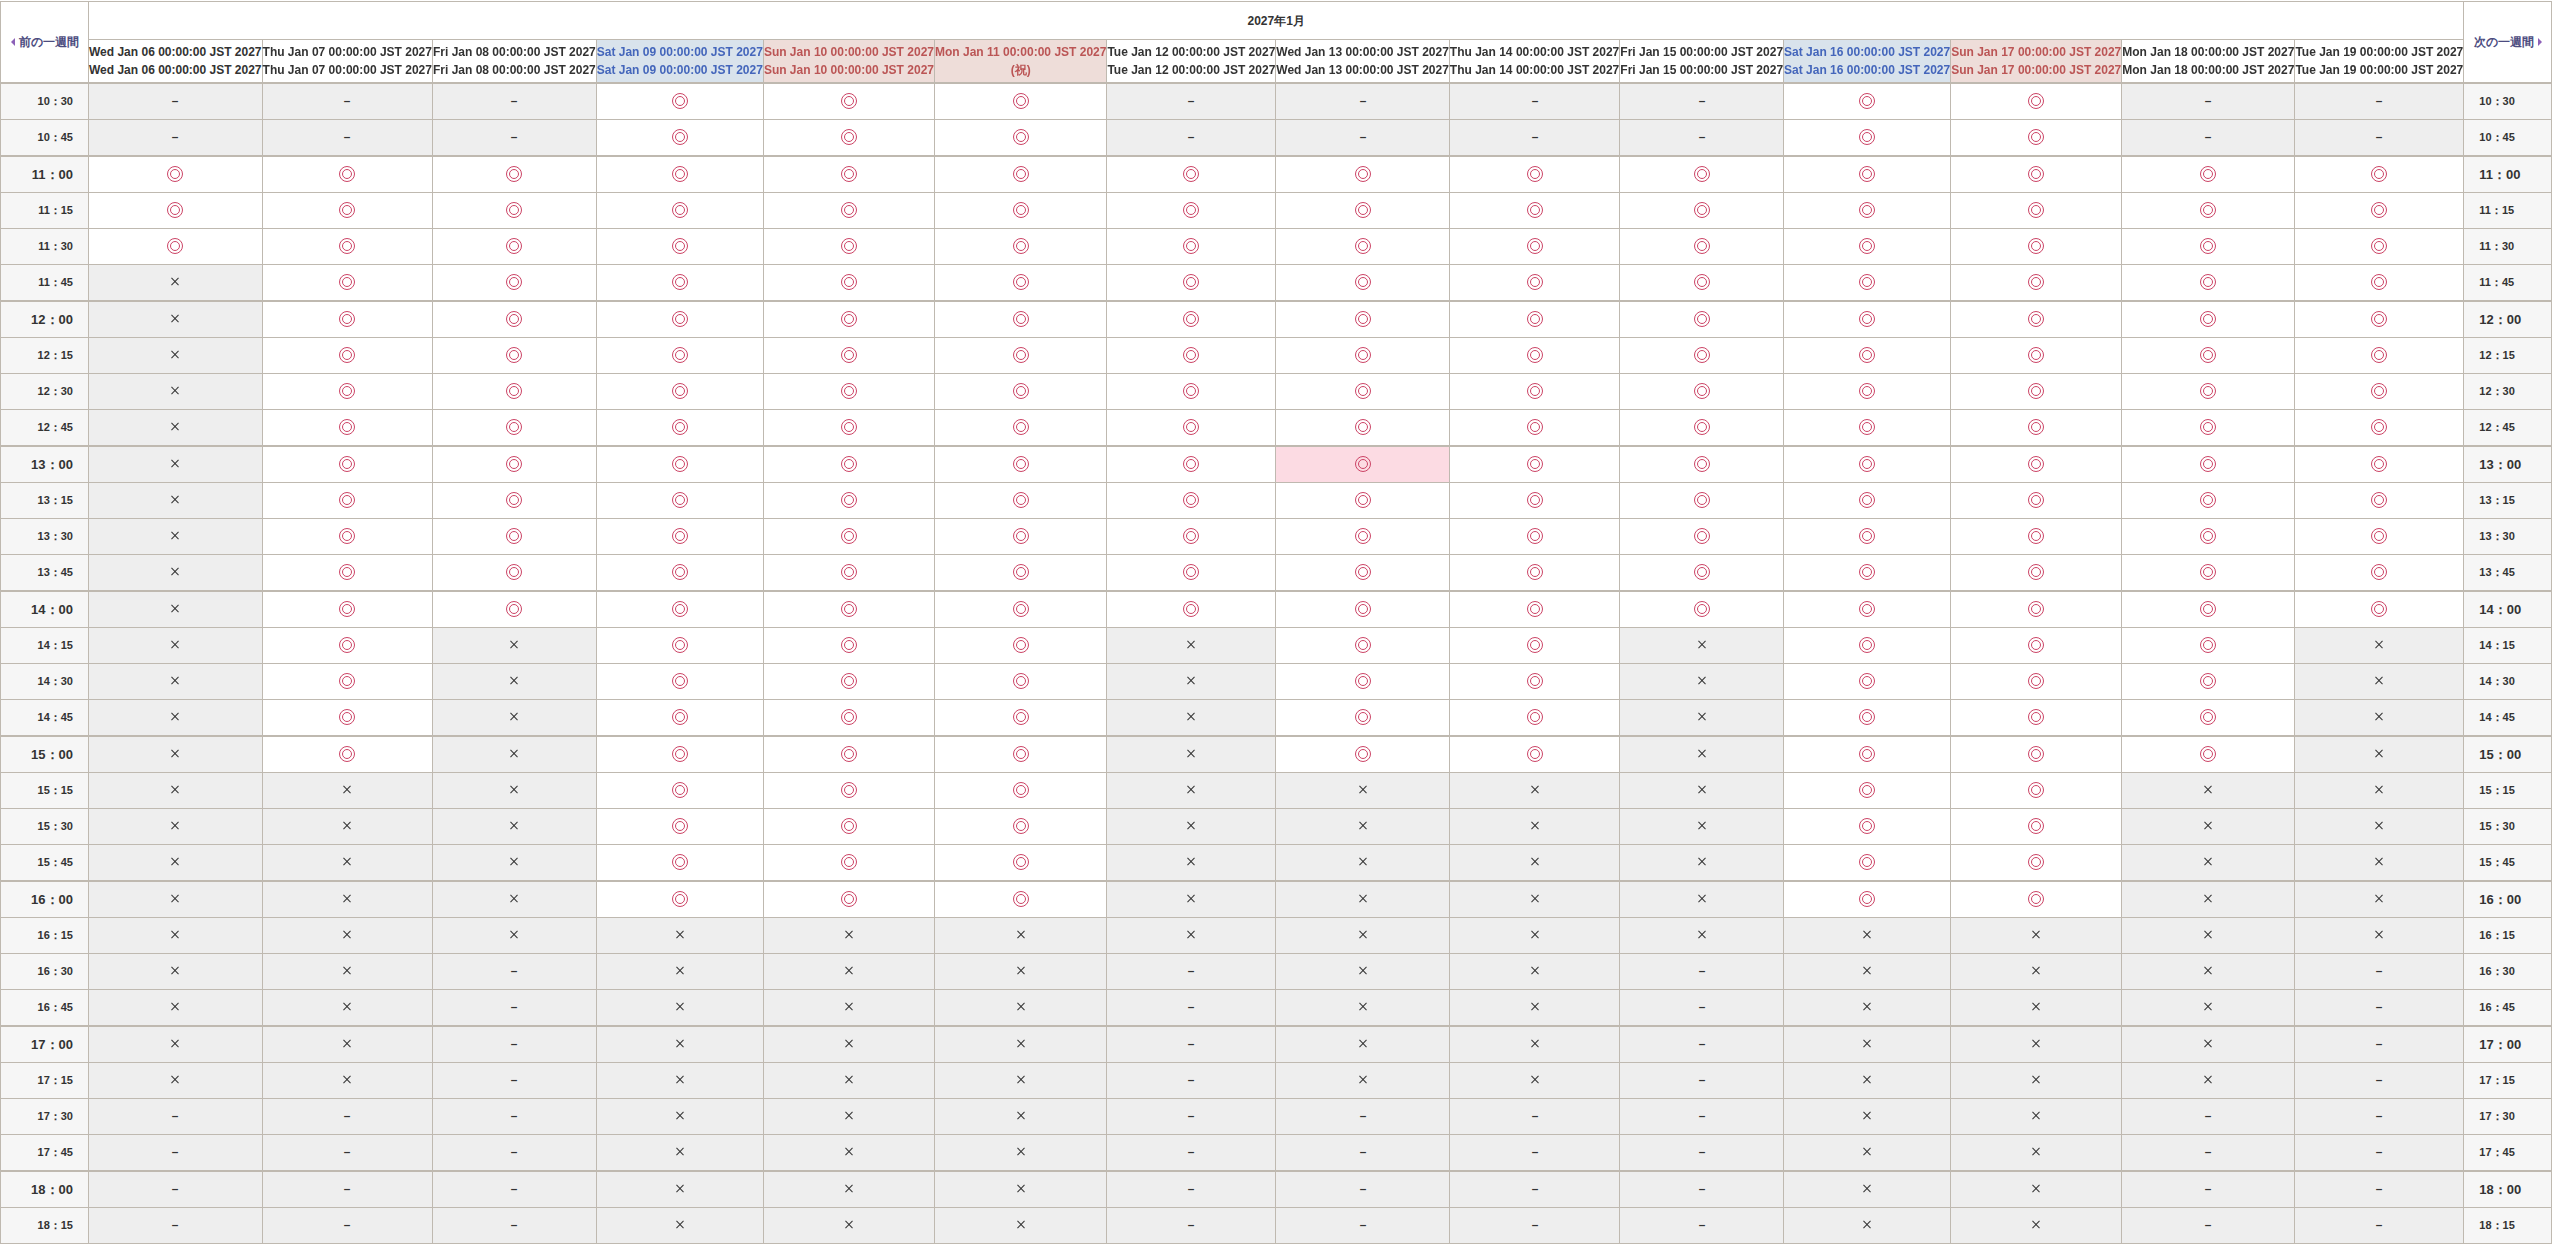 前の一週間 2027年1月 次の一週間
Wed Jan 06 00:00:00 JST 2027 Thu Jan 07 00:00:00 JST 2027 Fri Jan 08 00:00:00 JST 2027 Sat Jan 09 00:00:00 JST 2027 Sun Jan 10 00:00:00 JST 2027 Mon Jan 11 00:00:00 JST 2027 Tue Jan 12 00:00:00 JST 2027 Wed Jan 13 00:00:00 JST 2027 Thu Jan 14 00:00:00 JST 2027 Fri Jan 15 00:00:00 JST 2027 Sat Jan 16 00:00:00 JST 2027 Sun Jan 17 00:00:00 JST 2027 Mon Jan 18 00:00:00 JST 2027 Tue Jan 19 00:00:00 JST 2027
Wed Jan 06 00:00:00 JST 2027 Thu Jan 07 00:00:00 JST 2027 Fri Jan 08 00:00:00 JST 2027 Sat Jan 09 00:00:00 JST 2027 Sun Jan 10 00:00:00 JST 2027 (祝) Tue Jan 12 00:00:00 JST 2027 Wed Jan 13 00:00:00 JST 2027 Thu Jan 14 00:00:00 JST 2027 Fri Jan 15 00:00:00 JST 2027 Sat Jan 16 00:00:00 JST 2027 Sun Jan 17 00:00:00 JST 2027 Mon Jan 18 00:00:00 JST 2027 Tue Jan 19 00:00:00 JST 2027
10：30 － － － ◎ ◎ ◎ － － － － ◎ ◎ － － 10：30
10：45 － － － ◎ ◎ ◎ － － － － ◎ ◎ － － 10：45
11：00 ◎ ◎ ◎ ◎ ◎ ◎ ◎ ◎ ◎ ◎ ◎ ◎ ◎ ◎ 11：00
11：15 ◎ ◎ ◎ ◎ ◎ ◎ ◎ ◎ ◎ ◎ ◎ ◎ ◎ ◎ 11：15
11：30 ◎ ◎ ◎ ◎ ◎ ◎ ◎ ◎ ◎ ◎ ◎ ◎ ◎ ◎ 11：30
11：45 × ◎ ◎ ◎ ◎ ◎ ◎ ◎ ◎ ◎ ◎ ◎ ◎ ◎ 11：45
12：00 × ◎ ◎ ◎ ◎ ◎ ◎ ◎ ◎ ◎ ◎ ◎ ◎ ◎ 12：00
12：15 × ◎ ◎ ◎ ◎ ◎ ◎ ◎ ◎ ◎ ◎ ◎ ◎ ◎ 12：15
12：30 × ◎ ◎ ◎ ◎ ◎ ◎ ◎ ◎ ◎ ◎ ◎ ◎ ◎ 12：30
12：45 × ◎ ◎ ◎ ◎ ◎ ◎ ◎ ◎ ◎ ◎ ◎ ◎ ◎ 12：45
13：00 × ◎ ◎ ◎ ◎ ◎ ◎ ◎ ◎ ◎ ◎ ◎ ◎ ◎ 13：00
13：15 × ◎ ◎ ◎ ◎ ◎ ◎ ◎ ◎ ◎ ◎ ◎ ◎ ◎ 13：15
13：30 × ◎ ◎ ◎ ◎ ◎ ◎ ◎ ◎ ◎ ◎ ◎ ◎ ◎ 13：30
13：45 × ◎ ◎ ◎ ◎ ◎ ◎ ◎ ◎ ◎ ◎ ◎ ◎ ◎ 13：45
14：00 × ◎ ◎ ◎ ◎ ◎ ◎ ◎ ◎ ◎ ◎ ◎ ◎ ◎ 14：00
14：15 × ◎ × ◎ ◎ ◎ × ◎ ◎ × ◎ ◎ ◎ × 14：15
14：30 × ◎ × ◎ ◎ ◎ × ◎ ◎ × ◎ ◎ ◎ × 14：30
14：45 × ◎ × ◎ ◎ ◎ × ◎ ◎ × ◎ ◎ ◎ × 14：45
15：00 × ◎ × ◎ ◎ ◎ × ◎ ◎ × ◎ ◎ ◎ × 15：00
15：15 × × × ◎ ◎ ◎ × × × × ◎ ◎ × × 15：15
15：30 × × × ◎ ◎ ◎ × × × × ◎ ◎ × × 15：30
15：45 × × × ◎ ◎ ◎ × × × × ◎ ◎ × × 15：45
16：00 × × × ◎ ◎ ◎ × × × × ◎ ◎ × × 16：00
16：15 × × × × × × × × × × × × × × 16：15
16：30 × × － × × × － × × － × × × － 16：30
16：45 × × － × × × － × × － × × × － 16：45
17：00 × × － × × × － × × － × × × － 17：00
17：15 × × － × × × － × × － × × × － 17：15
17：30 － － － × × × － － － － × × － － 17：30
17：45 － － － × × × － － － － × × － － 17：45
18：00 － － － × × × － － － － × × － － 18：00
18：15 － － － × × × － － － － × × － － 18：15